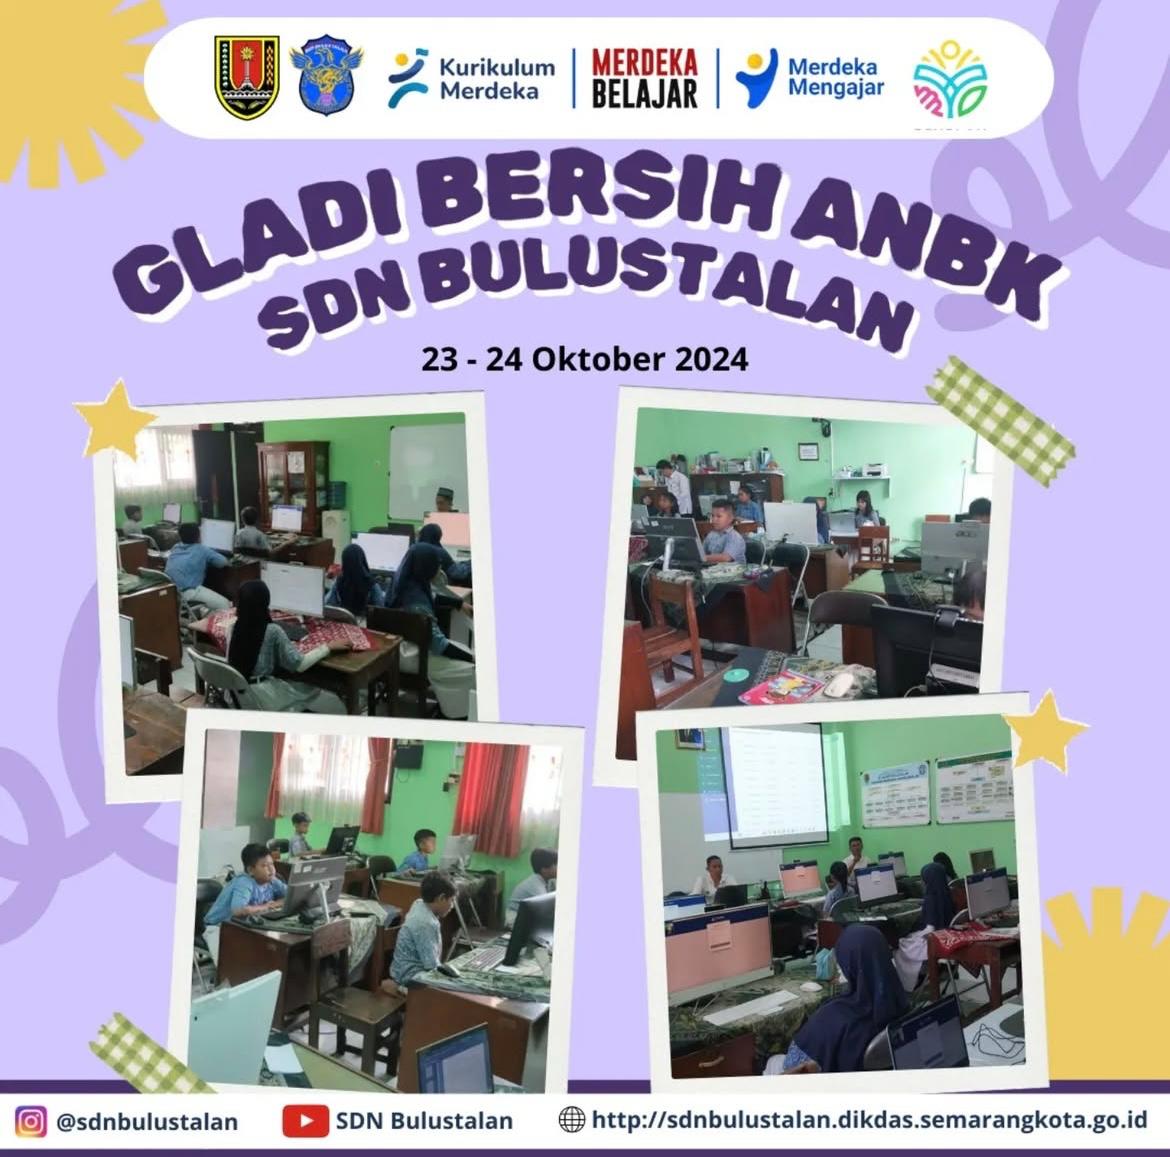 Kurikulum
Merdeka
MERDEKA
BELAJAR
Merdeka
Mengajar
GLADI BERSIH ANBK
SDN BULUSTALAN
23 - 24 Oktober 2024
@sdnbulustalan
SDN Bulustalan
http://sdnbulustalan.dikdas.semarangkota.go.id